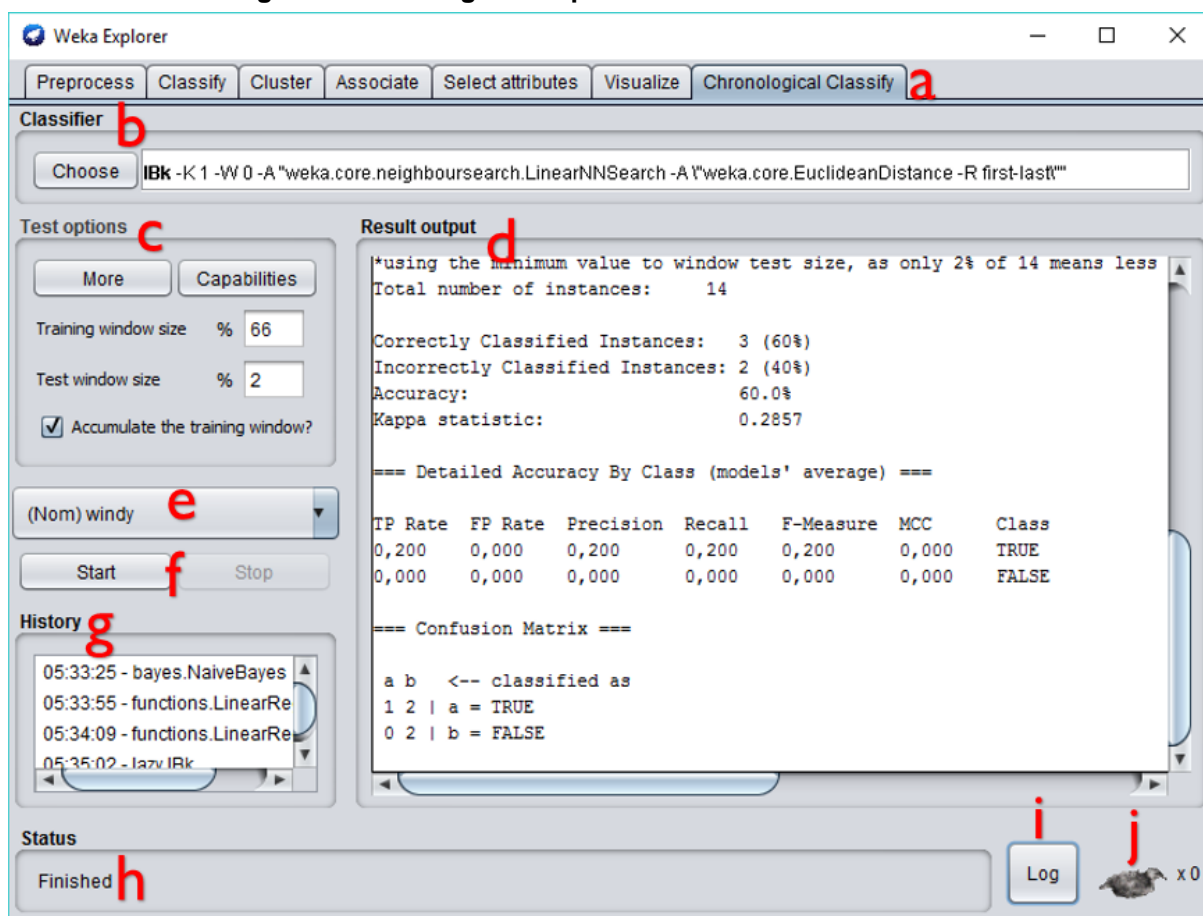 Weka Explorer
Preprocess Classify Cluster Associate Select attributes Visualize Chronological Classify a
Classifier b
Choose IBk -K 1 -W 0 -A "weka.core.neighboursearch.LinearNNSearch -A \"weka.core.EuclideanDistance -R first-last\""
Test options c
More Capabilities
Training window size % 66
Test window size % 2
Accumulate the training window?
(Nom) windy e
Start f Stop
History g
05:33:25 - bayes.NaiveBayes
05:33:55 - functions.LinearRe
05:34:09 - functions.LinearRe
05:35:02 - lazy.IBk
Result output d
*using the minimum value to window test size, as only 2% of 14 means less
Total number of instances: 14
Correctly Classified Instances: 3 (60%)
Incorrectly Classified Instances: 2 (40%)
Accuracy: 60.0%
Kappa statistic: 0.2857
=== Detailed Accuracy By Class (models' average) ===
TP Rate FP Rate Precision Recall F-Measure MCC Class
0,200 0,000 0,200 0,200 0,200 0,000 TRUE
0,000 0,000 0,000 0,000 0,000 0,000 FALSE
=== Confusion Matrix ===
a b <-- classified as
1 2 | a = TRUE
0 2 | b = FALSE
Status
Finished h
i
Log
j
x 0